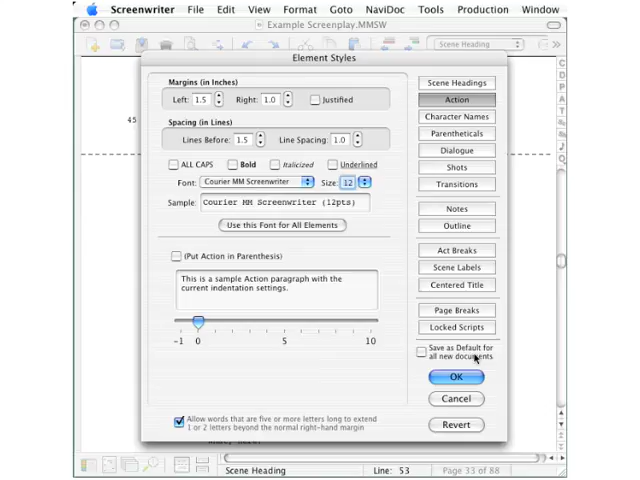 Screenwriter File Edit View Format Goto NaviDoc Tools Production Window
Example Screenplay.MMSW
Scene Heading
Element Styles
Margins (in Inches)
Left: 1.5 Right: 1.0 Justified
Spacing (in Lines)
Lines Before: 1.5 Line Spacing: 1.0
ALL CAPS Bold Italicized Underlined
Font: Courier MM Screenwriter Size: 12
Sample: Courier MM Screenwriter (12pts)
Use this Font for All Elements
(Put Action in Parenthesis)
This is a sample Action paragraph with the
current indentation settings.
-1 0 5 10
Allow words that are five or more letters long to extend
1 or 2 letters beyond the normal right-hand margin
Scene Headings
Action
Character Names
Parentheticals
Dialogue
Shots
Transitions
Notes
Outline
Act Breaks
Scene Labels
Centered Title
Page Breaks
Locked Scripts
Save as Default for
all new documents
OK
Cancel
Revert
45
C
D
P
A
T
Scene Heading Line: 53 Page 33 of 88